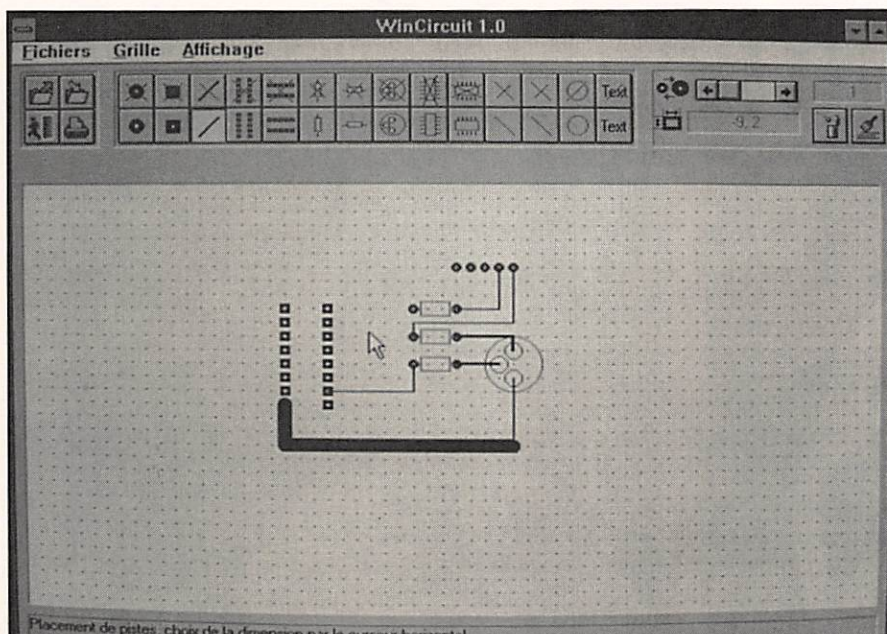 WinCircuit 1.0
Fichiers Grille Affichage
Text
1
Text
-9, 2
Placement de pistes, choix de la dimension par le curseur horizontal